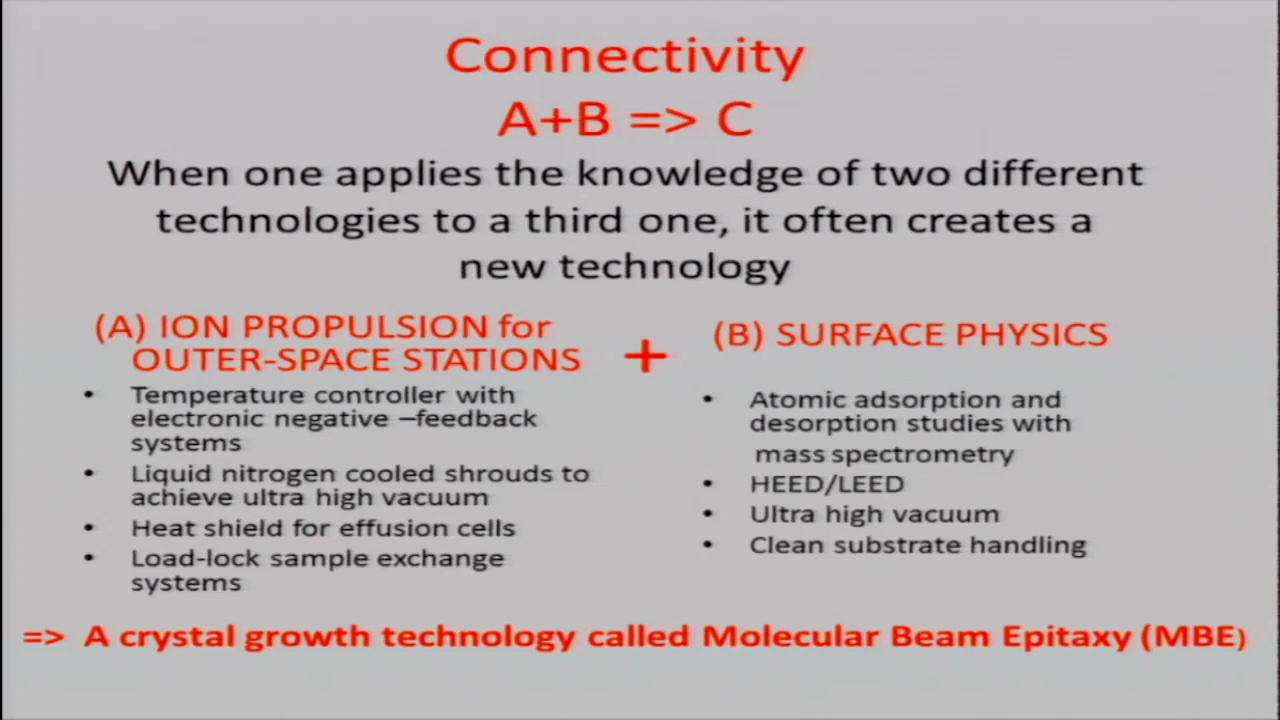 Connectivity
A+B => C
When one applies the knowledge of two different
technologies to a third one, it often creates a
new technology
(A) ION PROPULSION for
OUTER-SPACE STATIONS
+
(B) SURFACE PHYSICS
• Temperature controller with
electronic negative –feedback
systems
• Liquid nitrogen cooled shrouds to
achieve ultra high vacuum
• Heat shield for effusion cells
• Load-lock sample exchange
systems
• Atomic adsorption and
desorption studies with
mass spectrometry
• HEED/LEED
• Ultra high vacuum
• Clean substrate handling
=> A crystal growth technology called Molecular Beam Epitaxy (MBE)